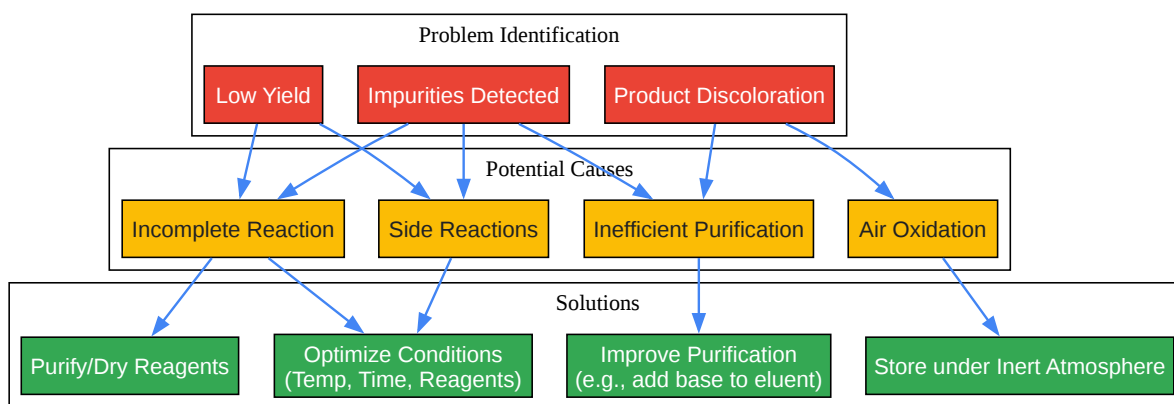 Problem Identification
Low Yield
Impurities Detected
Product Discoloration
Potential Causes
Incomplete Reaction
Side Reactions
Inefficient Purification
Air Oxidation
Solutions
Purify/Dry Reagents
Optimize Conditions
(Temp, Time, Reagents)
Improve Purification
(e.g., add base to eluent)
Store under Inert Atmosphere